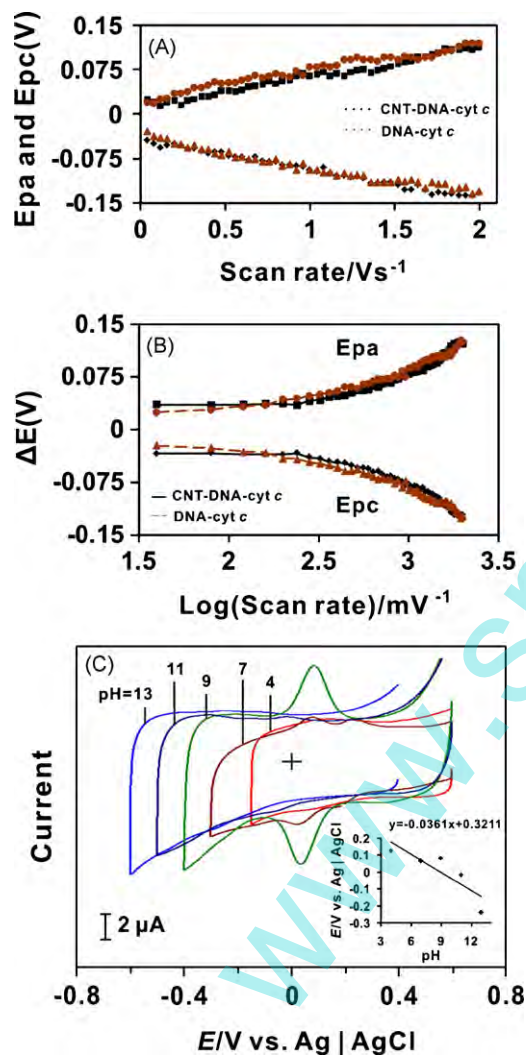 (A)
Epa and Epc(V)
0.15
0.075
0
-0.075
-0.15
CNT-DNA-cyt c
DNA-cyt c
0 0.5 1 1.5 2
Scan rate/Vs-1
(B)
ΔE(V)
0.15
0.075
0
-0.075
-0.15
Epa
Epc
CNT-DNA-cyt c
DNA-cyt c
1.5 2 2.5 3 3.5
Log(Scan rate)/mV -1
(C)
pH=13 11 9 7 4
Current
2 µA
y=-0.0361x+0.3211
E/V vs. Ag | AgCl
0.2
0.1
0
-0.1
-0.2
-0.3
3 6 9 12
pH
-0.8 -0.4 0 0.4 0.8
E/V vs. Ag | AgCl